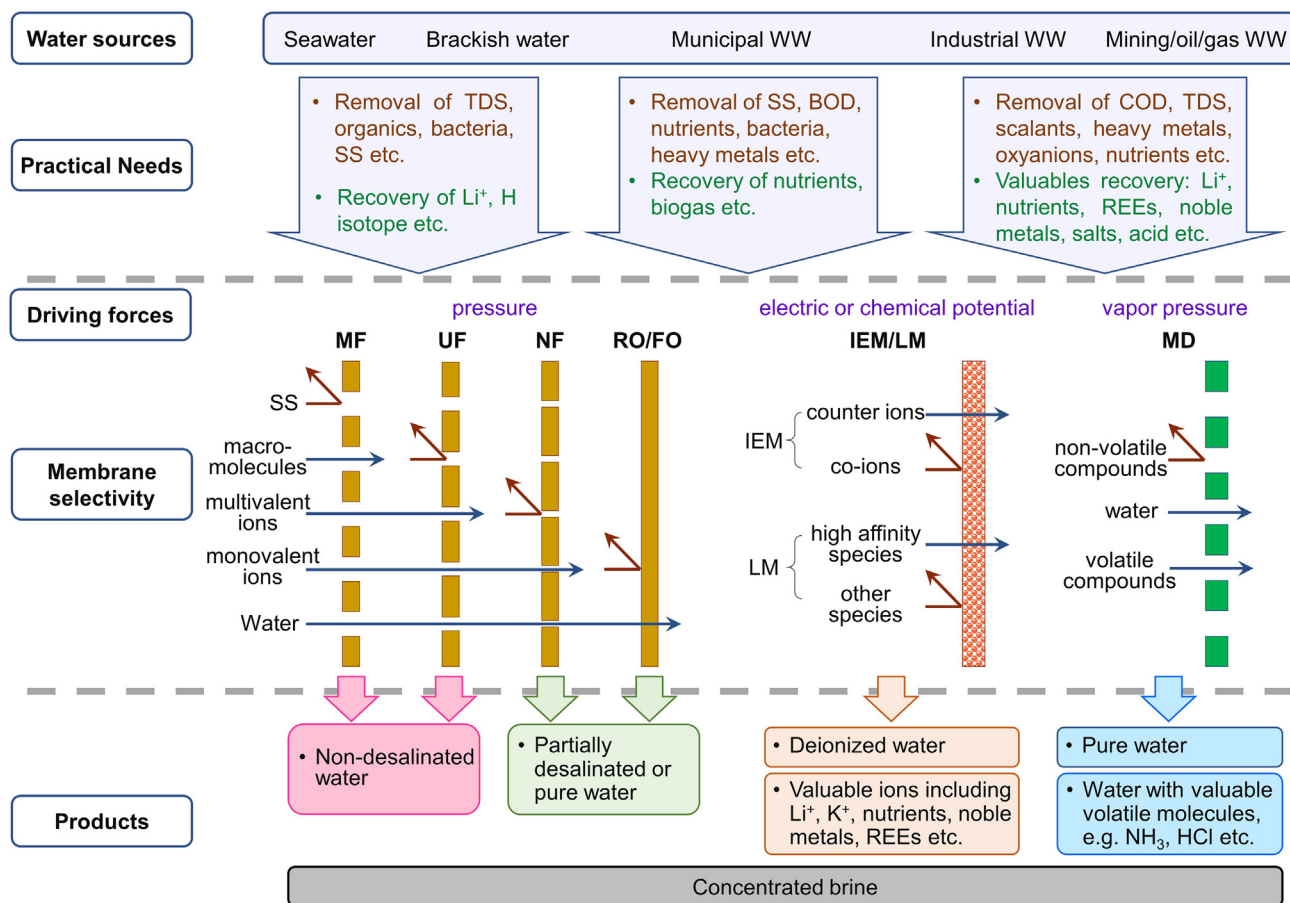 Water sources
Seawater
Brackish water
Municipal WW
Industrial WW
Mining/oil/gas WW
Practical Needs
• Removal of TDS,
organics, bacteria,
SS etc.
• Recovery of Li⁺, H
isotope etc.
• Removal of SS, BOD,
nutrients, bacteria,
heavy metals etc.
• Recovery of nutrients,
biogas etc.
• Removal of COD, TDS,
scalants, heavy metals,
oxyanions, nutrients etc.
• Valuables recovery: Li⁺,
nutrients, REEs, noble
metals, salts, acid etc.
Driving forces
pressure
electric or chemical potential
vapor pressure
MF
UF
NF
RO/FO
IEM/LM
MD
Membrane
selectivity
SS
macro-
molecules
multivalent
ions
monovalent
ions
Water
IEM
counter ions
co-ions
LM
high affinity
species
other
species
non-volatile
compounds
water
volatile
compounds
Products
• Non-desalinated
water
• Partially
desalinated or
pure water
• Deionized water
• Valuable ions including
Li⁺, K⁺, nutrients, noble
metals, REEs etc.
• Pure water
• Water with valuable
volatile molecules,
e.g. NH₃, HCl etc.
Concentrated brine